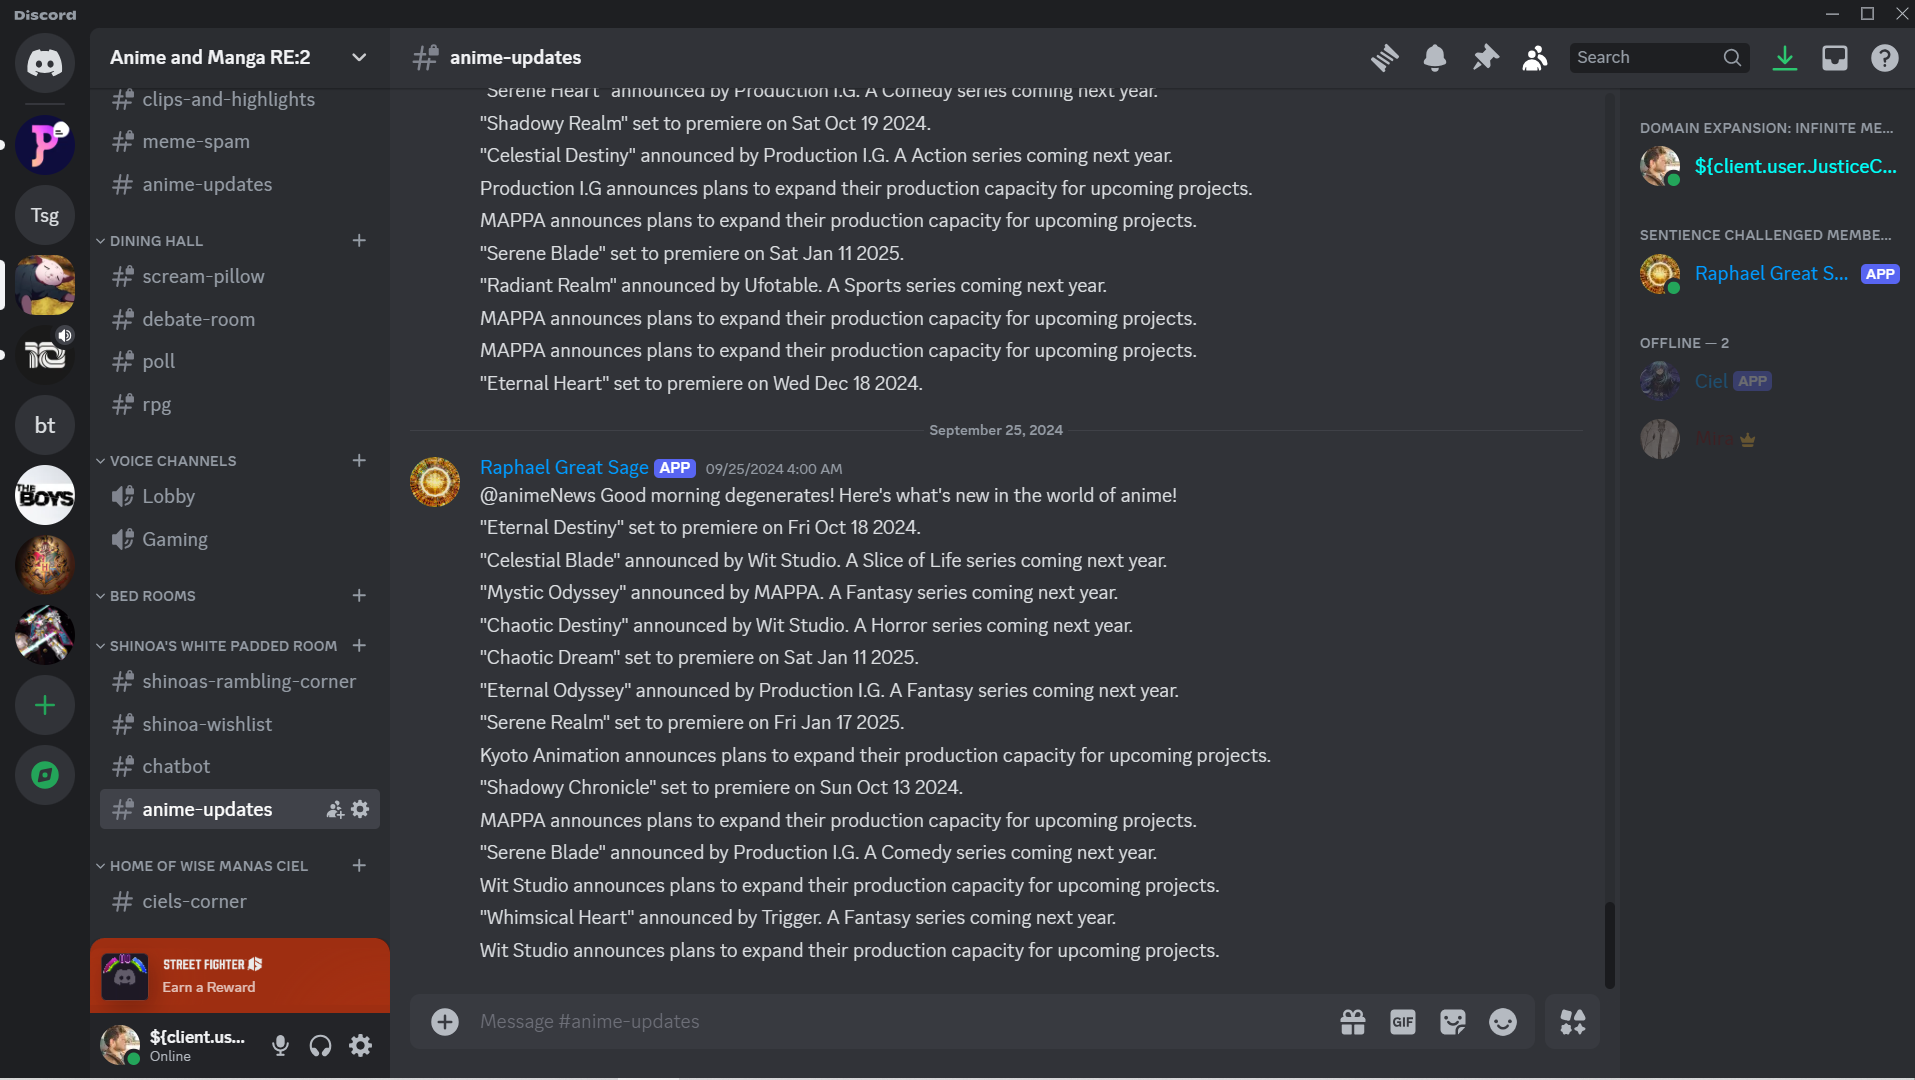 Discord
Anime and Manga RE:2
clips-and-highlights
meme-spam
anime-updates
DINING HALL
scream-pillow
debate-room
poll
rpg
VOICE CHANNELS
Lobby
Gaming
BED ROOMS
SHINOA'S WHITE PADDED ROOM
shinoas-rambling-corner
shinoa-wishlist
chatbot
anime-updates
HOME OF WISE MANAS CIEL
ciels-corner
STREET FIGHTER 6
Earn a Reward
${client.us...
Online
Tsg
bt
THE BOYS
anime-updates
Search
"Serene Heart" announced by Production I.G. A Comedy series coming next year.
"Shadowy Realm" set to premiere on Sat Oct 19 2024.
"Celestial Destiny" announced by Production I.G. A Action series coming next year.
Production I.G announces plans to expand their production capacity for upcoming projects.
MAPPA announces plans to expand their production capacity for upcoming projects.
"Serene Blade" set to premiere on Sat Jan 11 2025.
"Radiant Realm" announced by Ufotable. A Sports series coming next year.
MAPPA announces plans to expand their production capacity for upcoming projects.
MAPPA announces plans to expand their production capacity for upcoming projects.
"Eternal Heart" set to premiere on Wed Dec 18 2024.
September 25, 2024
Raphael Great Sage APP 09/25/2024 4:00 AM
@animeNews Good morning degenerates! Here's what's new in the world of anime!
"Eternal Destiny" set to premiere on Fri Oct 18 2024.
"Celestial Blade" announced by Wit Studio. A Slice of Life series coming next year.
"Mystic Odyssey" announced by MAPPA. A Fantasy series coming next year.
"Chaotic Destiny" announced by Wit Studio. A Horror series coming next year.
"Chaotic Dream" set to premiere on Sat Jan 11 2025.
"Eternal Odyssey" announced by Production I.G. A Fantasy series coming next year.
"Serene Realm" set to premiere on Fri Jan 17 2025.
Kyoto Animation announces plans to expand their production capacity for upcoming projects.
"Shadowy Chronicle" set to premiere on Sun Oct 13 2024.
MAPPA announces plans to expand their production capacity for upcoming projects.
"Serene Blade" announced by Production I.G. A Comedy series coming next year.
Wit Studio announces plans to expand their production capacity for upcoming projects.
"Whimsical Heart" announced by Trigger. A Fantasy series coming next year.
Wit Studio announces plans to expand their production capacity for upcoming projects.
Message #anime-updates
GIF
DOMAIN EXPANSION: INFINITE ME...
${client.user.JusticeC...
SENTIENCE CHALLENGED MEMBE...
Raphael Great S... APP
OFFLINE — 2
Ciel APP